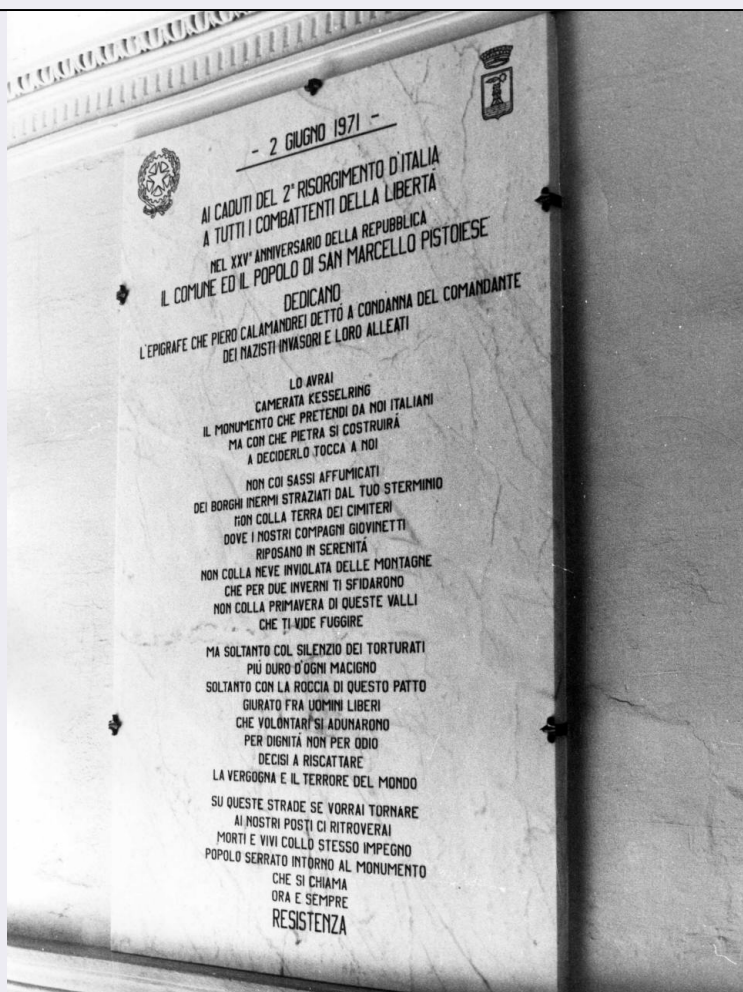 - 2 GIUGNO 1971 -
AI CADUTI DEL 2° RISORGIMENTO D'ITALIA
A TUTTI I COMBATTENTI DELLA LIBERTÁ
NEL XXV° ANNIVERSARIO DELLA REPUBBLICA
IL COMUNE ED IL POPOLO DI SAN MARCELLO PISTOIESE
DEDICANO
L'EPIGRAFE CHE PIERO CALAMANDREI DETTÓ A CONDANNA DEL COMANDANTE
DEI NAZISTI INVASORI E LORO ALLEATI
LO AVRAI
CAMERATA KESSELRING
IL MONUMENTO CHE PRETENDI DA NOI ITALIANI
MA CON CHE PIETRA SI COSTRUIRÁ
A DECIDERLO TOCCA A NOI
NON COI SASSI AFFUMICATI
DEI BORGHI INERMI STRAZIATI DAL TUO STERMINIO
NON COLLA TERRA DEI CIMITERI
DOVE I NOSTRI COMPAGNI GIOVINETTI
RIPOSANO IN SERENITÁ
NON COLLA NEVE INVIOLATA DELLE MONTAGNE
CHE PER DUE INVERNI TI SFIDARONO
NON COLLA PRIMAVERA DI QUESTE VALLI
CHE TI VIDE FUGGIRE
MA SOLTANTO COL SILENZIO DEI TORTURATI
PIÚ DURO D'OGNI MACIGNO
SOLTANTO CON LA ROCCIA DI QUESTO PATTO
GIURATO FRA UOMINI LIBERI
CHE VOLONTARI SI ADUNARONO
PER DIGNITÁ NON PER ODIO
DECISI A RISCATTARE
LA VERGOGNA E IL TERRORE DEL MONDO
SU QUESTE STRADE SE VORRAI TORNARE
AI NOSTRI POSTI CI RITROVERAI
MORTI E VIVI COLLO STESSO IMPEGNO
POPOLO SERRATO INTORNO AL MONUMENTO
CHE SI CHIAMA
ORA E SEMPRE
RESISTENZA